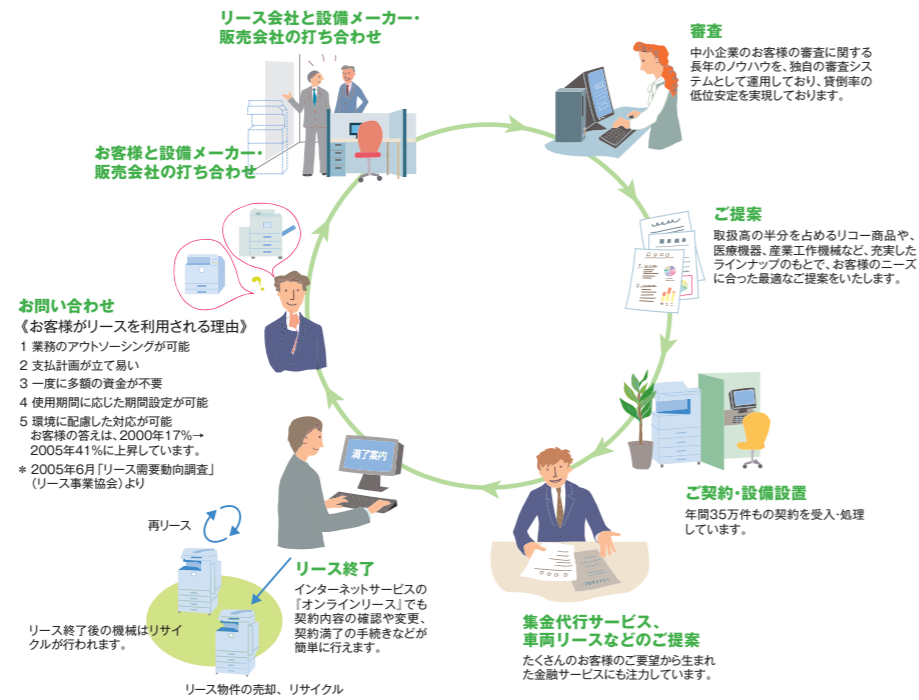 リース会社と設備メーカー・
販売会社の打ち合わせ
お客様と設備メーカー・
販売会社の打ち合わせ
審査
中小企業のお客様の審査に関する
長年のノウハウを、独自の審査シス
テムとして運用しており、貸倒率の
低位安定を実現しております。
ご提案
取扱高の半分を占めるリコー商品や、
医療機器、産業工作機械など、充実した
ラインナップのもとで、お客様のニーズ
に合った最適なご提案をいたします。
ご契約・設備設置
年間35万件もの契約を受入・処理
しています。
集金代行サービス、
車両リースなどのご提案
たくさんのお客様のご要望から生まれ
た金融サービスにも注力しています。
満了案内
リース終了
インターネットサービスの
『オンラインリース』でも
契約内容の確認や変更、
契約満了の手続きなどが
簡単に行えます。
再リース
リース終了後の機械はリサイ
クルが行われます。
リース物件の売却、リサイクル
お問い合わせ
《お客様がリースを利用される理由》
1 業務のアウトソーシングが可能
2 支払計画が立て易い
3 一度に多額の資金が不要
4 使用期間に応じた期間設定が可能
5 環境に配慮した対応が可能
お客様の答えは、2000年17%→
2005年41%に上昇しています。
* 2005年6月「リース需要動向調査」
(リース事業協会)より
?